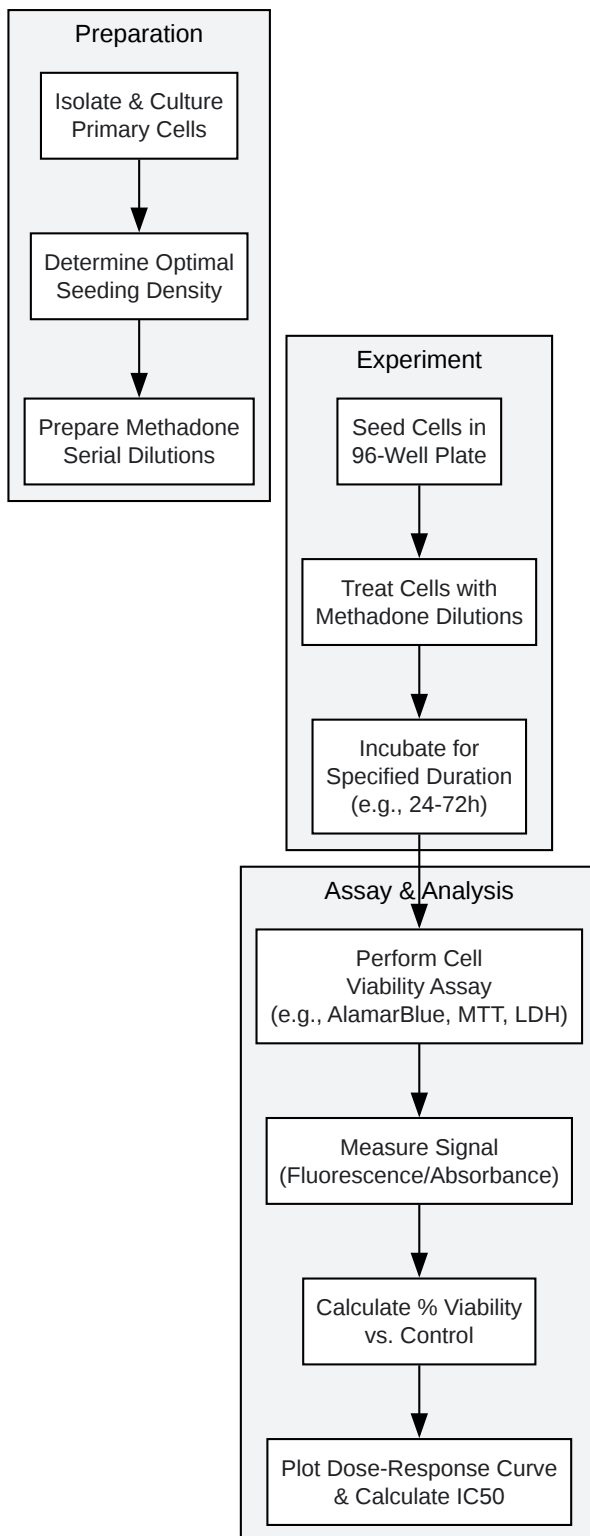 Preparation
Isolate & Culture
Primary Cells
Determine Optimal
Seeding Density
Prepare Methadone
Serial Dilutions
Experiment
Seed Cells in
96-Well Plate
Treat Cells with
Methadone Dilutions
Incubate for
Specified Duration
(e.g., 24-72h)
Assay & Analysis
Perform Cell
Viability Assay
(e.g., AlamarBlue, MTT, LDH)
Measure Signal
(Fluorescence/Absorbance)
Calculate % Viability
vs. Control
Plot Dose-Response Curve
& Calculate IC50